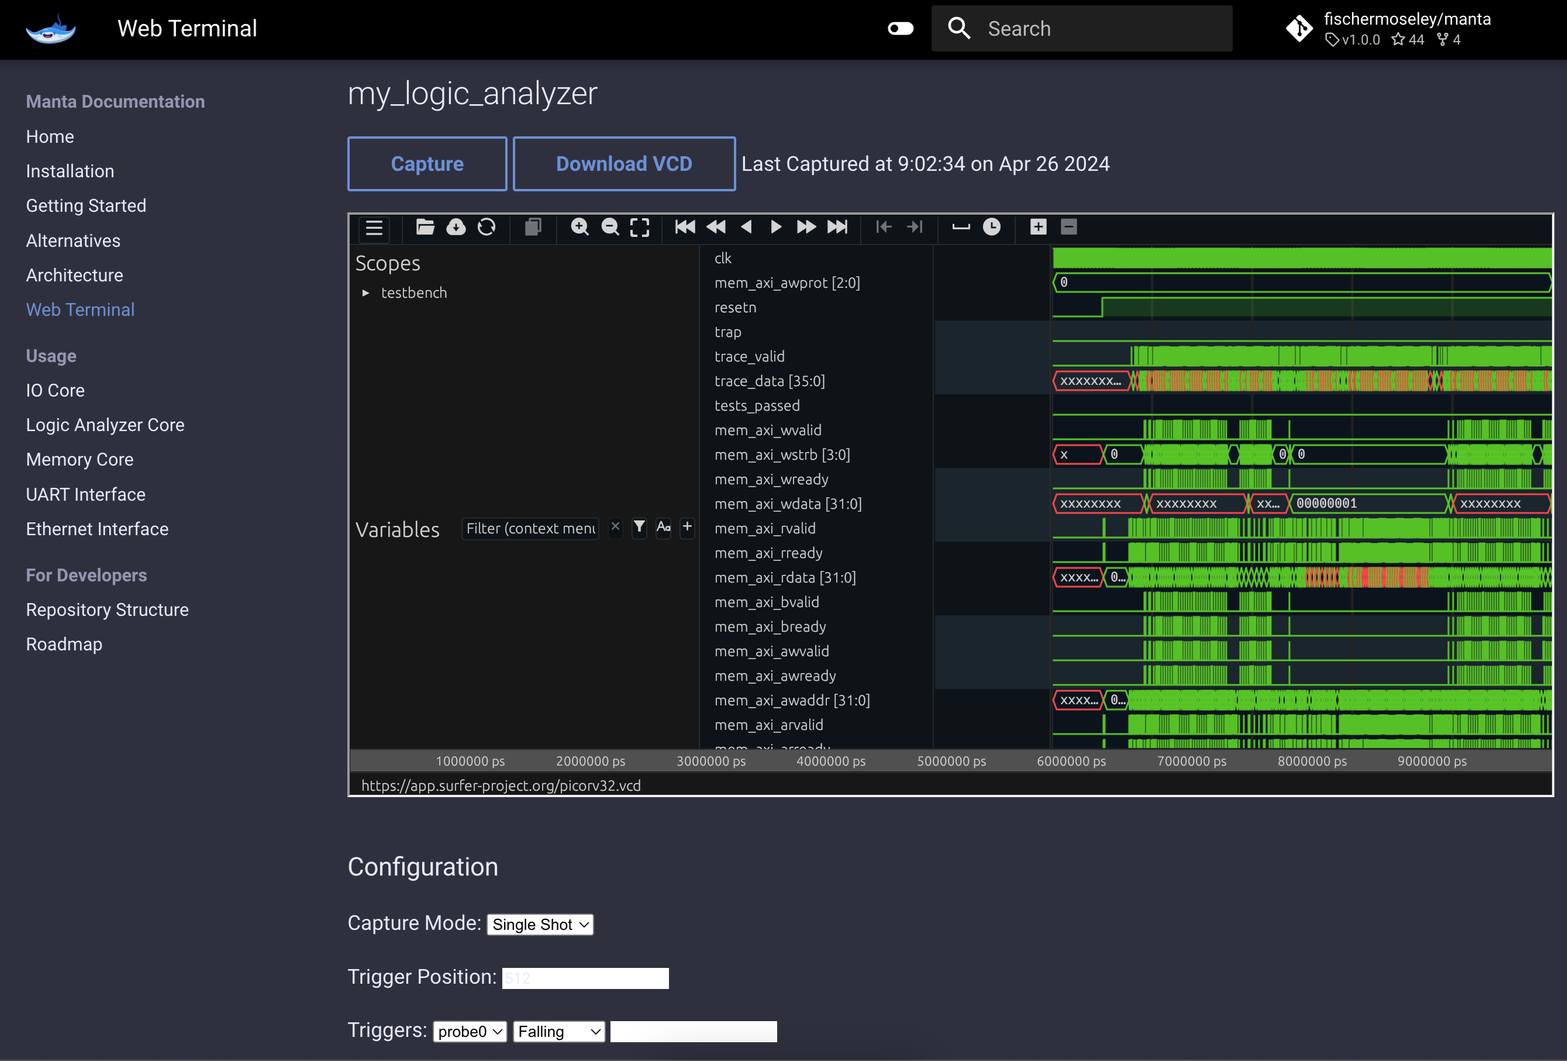 Web Terminal
Search
fischermoseley/manta
v1.0.0 44 4
Manta Documentation
Home
Installation
Getting Started
Alternatives
Architecture
Web Terminal
Usage
IO Core
Logic Analyzer Core
Memory Core
UART Interface
Ethernet Interface
For Developers
Repository Structure
Roadmap
my_logic_analyzer
Capture
Download VCD
Last Captured at 9:02:34 on Apr 26 2024
Scopes
testbench
Variables
Filter (context menu
Aa
clk
mem_axi_awprot [2:0]
0
resetn
trap
trace_valid
trace_data [35:0]
xxxxxxx…
tests_passed
mem_axi_wvalid
mem_axi_wstrb [3:0]
x 0 0 0
mem_axi_wready
mem_axi_wdata [31:0]
xxxxxxxx xxxxxxxx xx… 00000001 xxxxxxxx
mem_axi_rvalid
mem_axi_rready
mem_axi_rdata [31:0]
xxxx… 0…
mem_axi_bvalid
mem_axi_bready
mem_axi_awvalid
mem_axi_awready
mem_axi_awaddr [31:0]
xxxx… 0…
mem_axi_arvalid
mem_axi_arready
1000000 ps 2000000 ps 3000000 ps 4000000 ps 5000000 ps 6000000 ps 7000000 ps 8000000 ps 9000000 ps
https://app.surfer-project.org/picorv32.vcd
Configuration
Capture Mode: Single Shot
Trigger Position: 512
Triggers: probe0 Falling